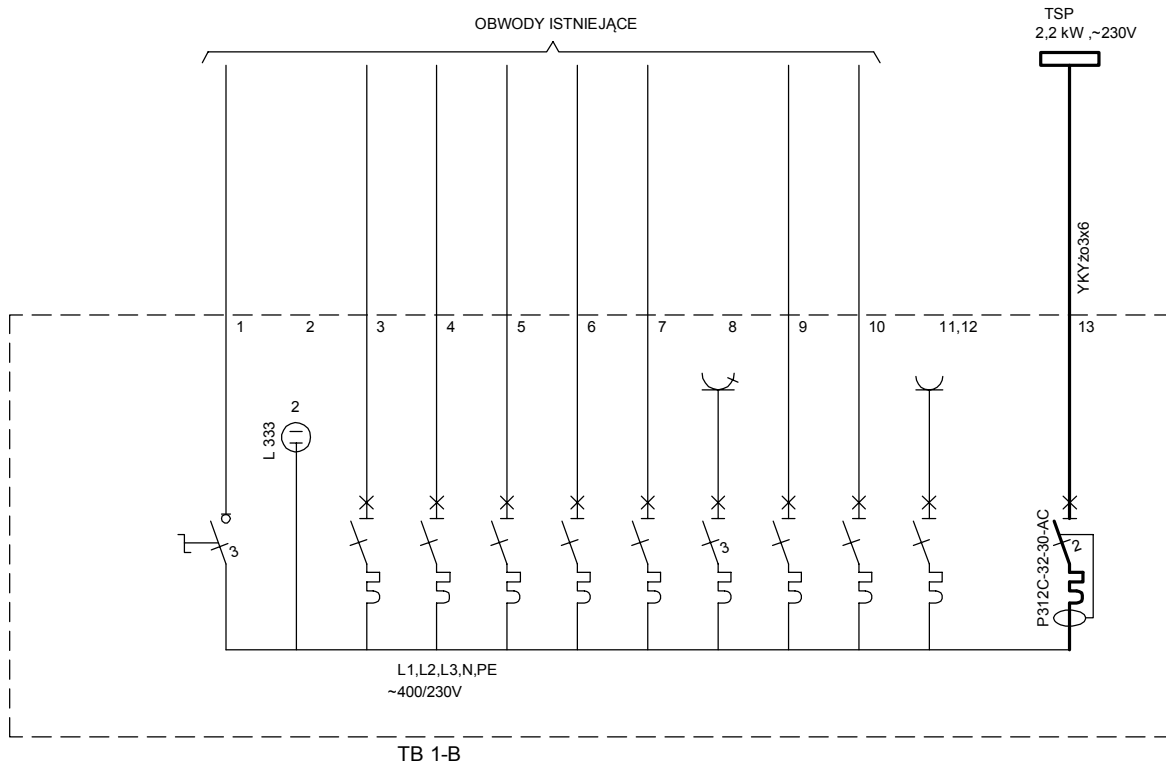 OBWODY ISTNIEJĄCE
TSP
2,2 kW ,~230V
YKYżo3x6
1
2
3
4
5
6
7
8
9
10
11,12
13
2
L 333
3
3
2
P312C-32-30-AC
L1,L2,L3,N,PE
~400/230V
TB 1-B